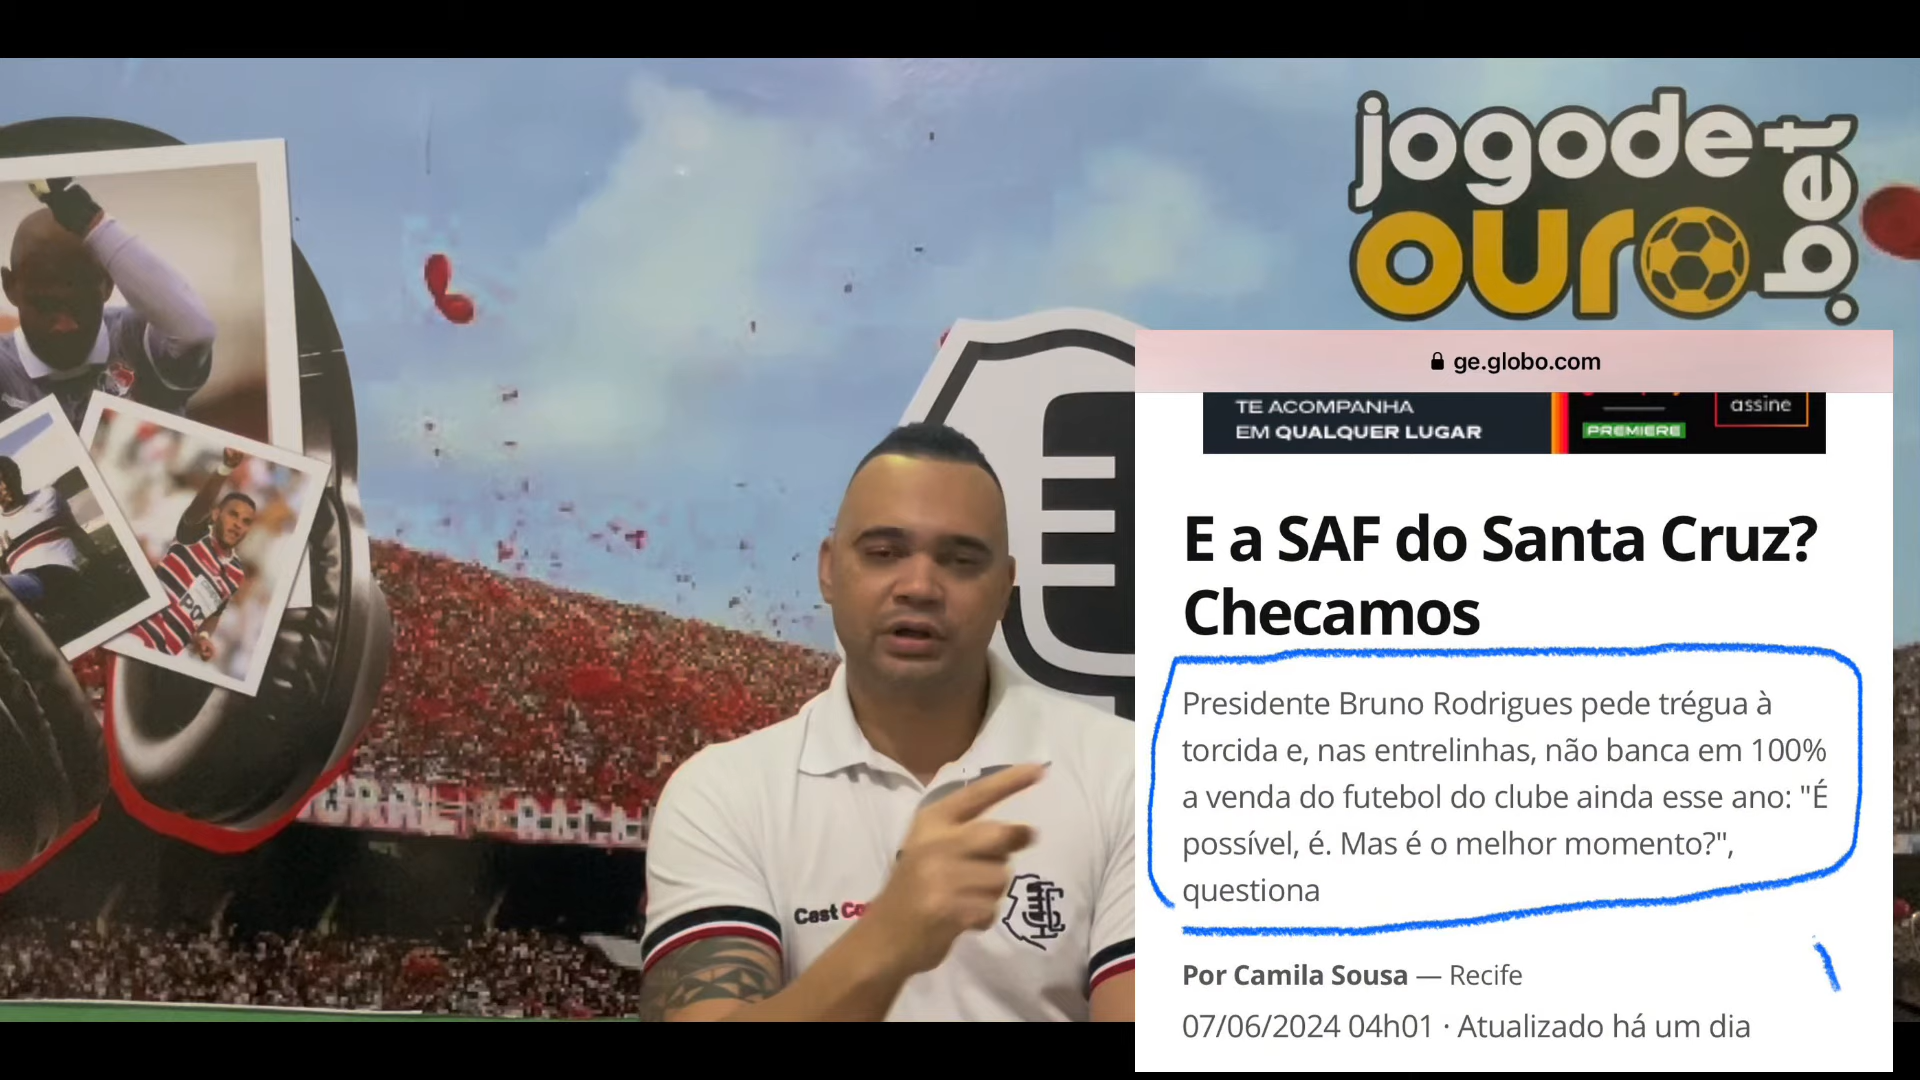 jogode
ouro
.bet
ge.globo.com
TE ACOMPANHA
EM QUALQUER LUGAR
PREMIERE
assine
E a SAF do Santa Cruz?
Checamos
Presidente Bruno Rodrigues pede trégua à
torcida e, nas entrelinhas, não banca em 100%
a venda do futebol do clube ainda esse ano: "É
possível, é. Mas é o melhor momento?",
questiona
Por Camila Sousa — Recife
07/06/2024 04h01 · Atualizado há um dia
Cast